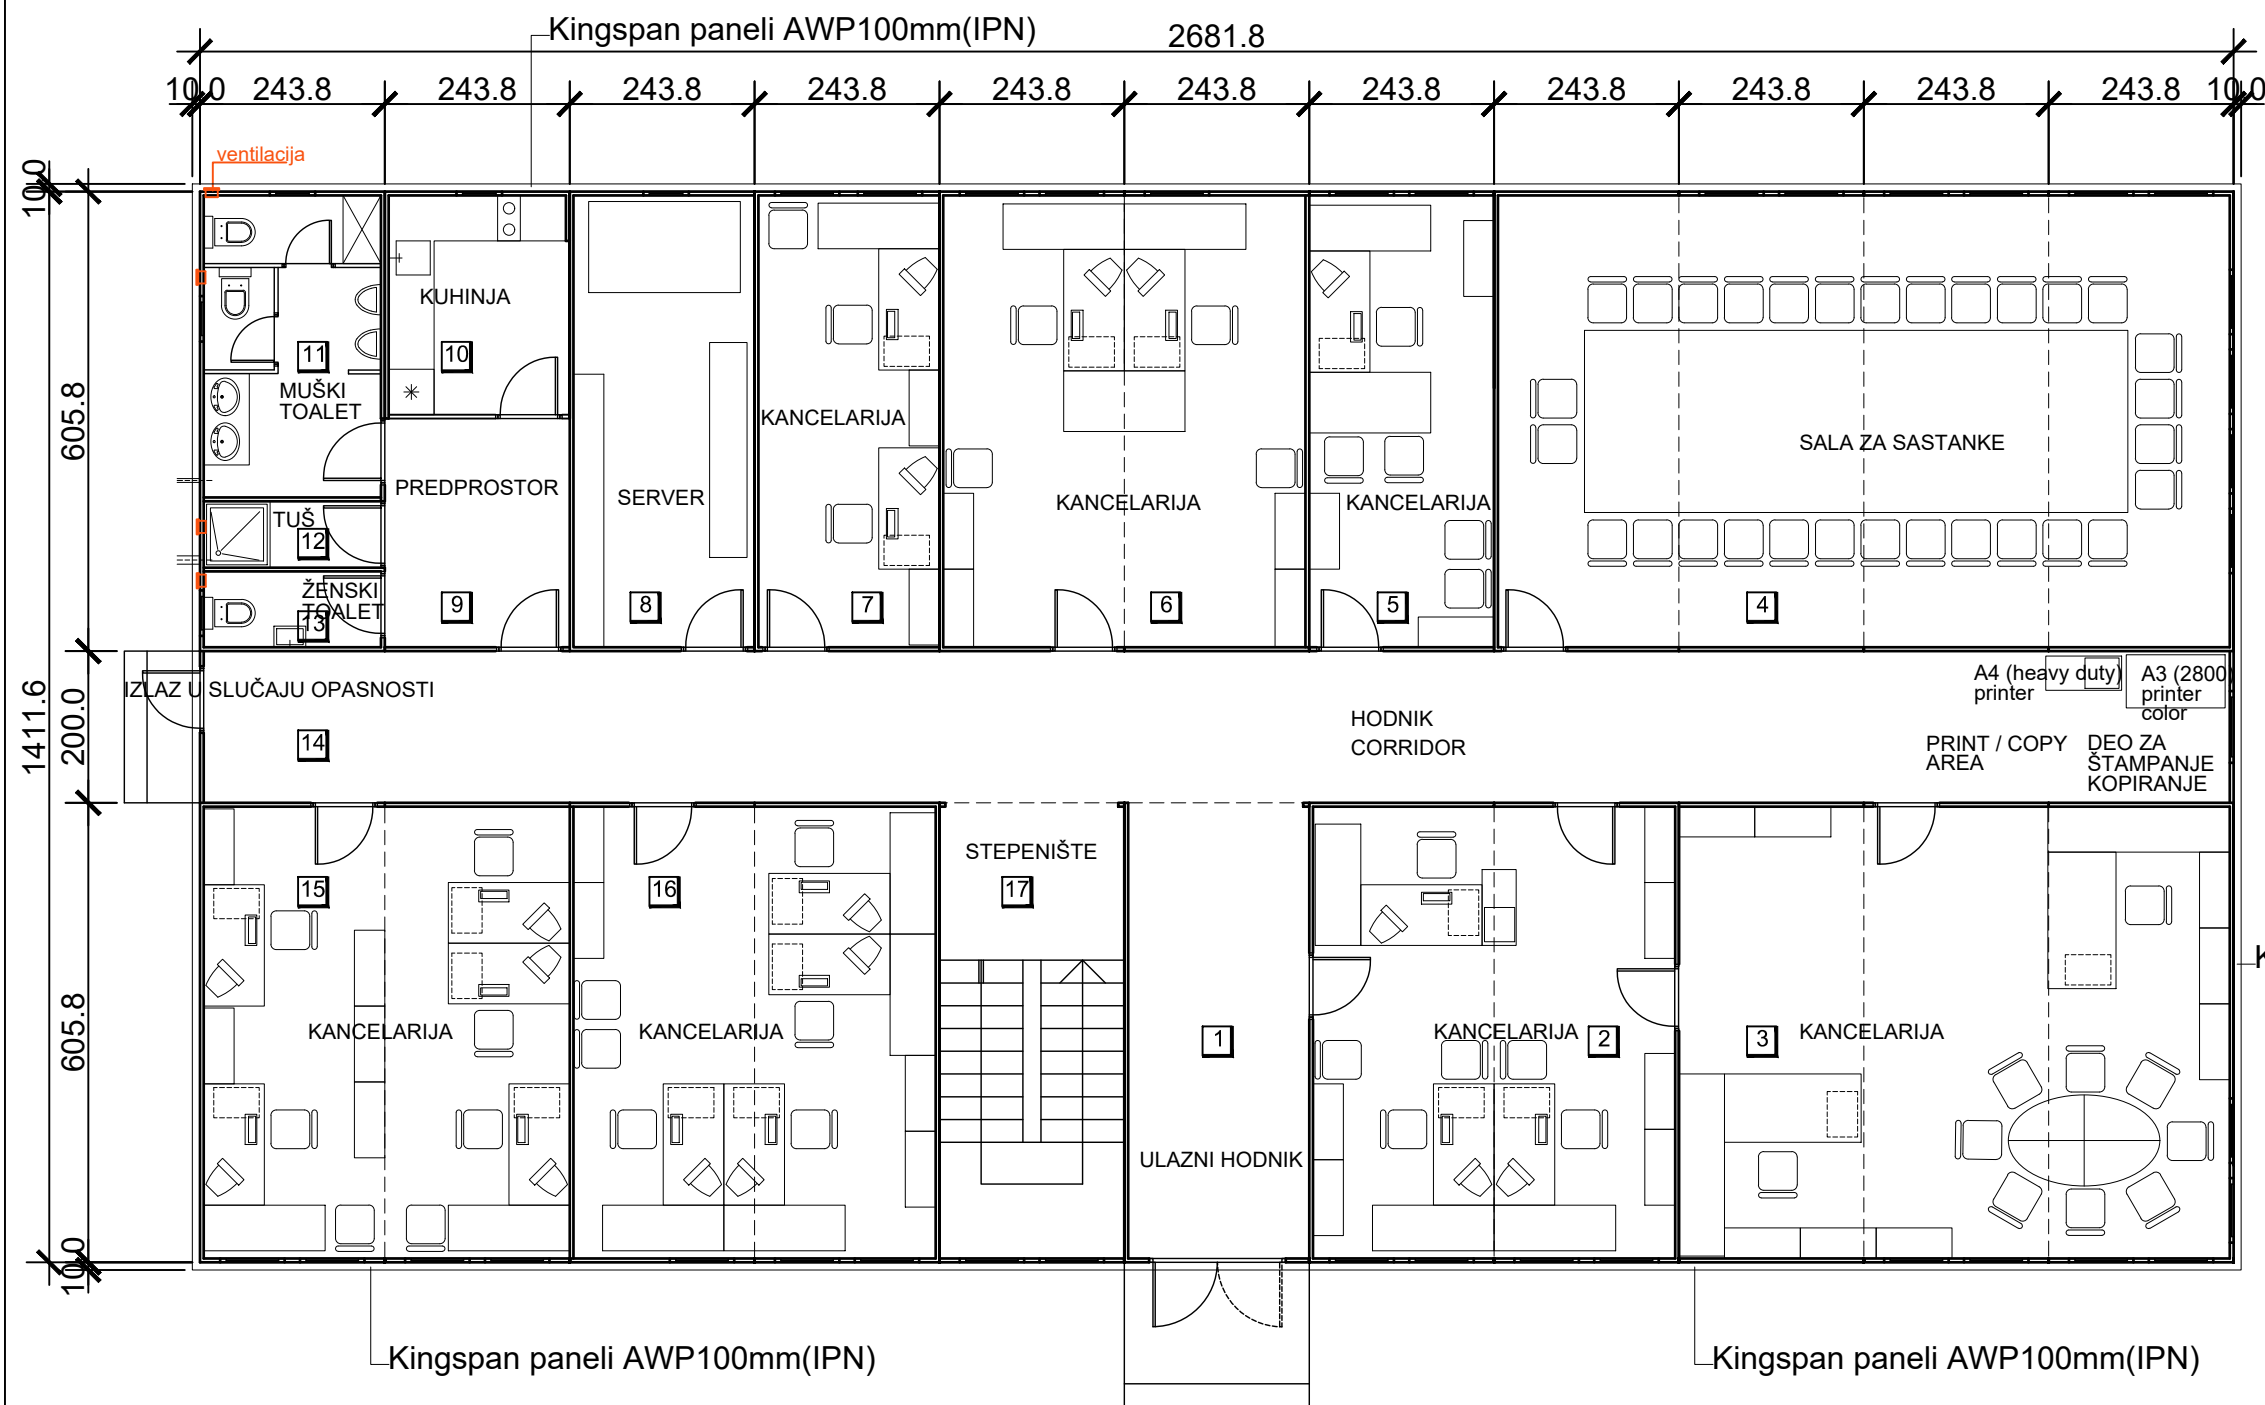 Kingspan paneli AWP100mm(IPN)
2681.8
10.0 243.8 243.8 243.8 243.8 243.8 243.8 243.8 243.8 243.8 243.8 243.8 10.0
ventilacija
10.0
605.8
1411.6
200.0
605.8
10.0
KUHINJA
11
10
MUŠKI
TOALET
KANCELARIJA
SALA ZA SASTANKE
PREDPROSTOR
SERVER
KANCELARIJA
KANCELARIJA
TUŠ
12
ŽENSKI
TOALET
13
9
8
7
6
5
4
IZLAZ U SLUČAJU OPASNOSTI
A4 (heavy duty)
printer
A3 (2800)
printer
color
14
HODNIK
CORRIDOR
PRINT / COPY
AREA
DEO ZA
ŠTAMPANJE
KOPIRANJE
STEPENIŠTE
15
16
17
KANCELARIJA
KANCELARIJA
1
KANCELARIJA
2
3
KANCELARIJA
ULAZNI HODNIK
Kingspan paneli AWP100mm(IPN)
Kingspan paneli AWP100mm(IPN)